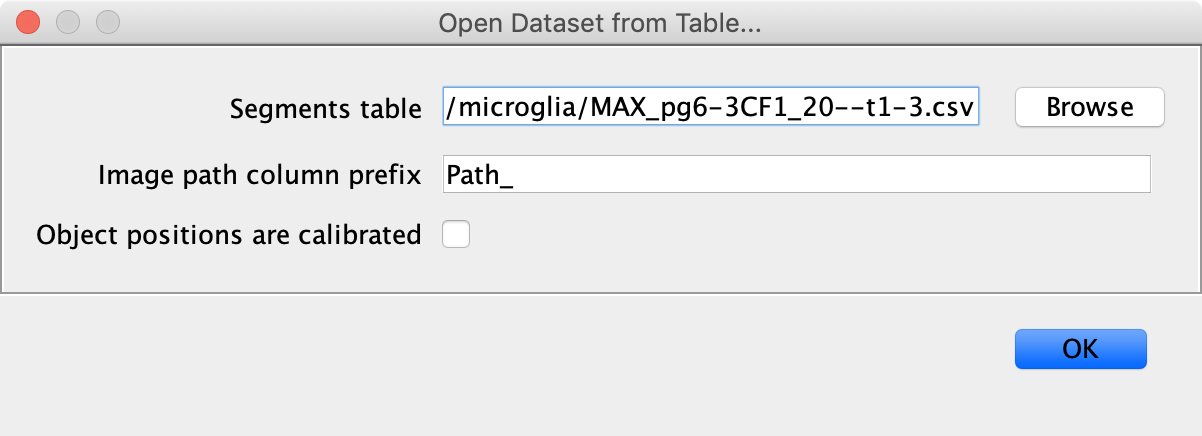 Open Dataset from Table...
Segments table /microglia/MAX_pg6-3CF1_20--t1-3.csv Browse
Image path column prefix Path_
Object positions are calibrated
OK